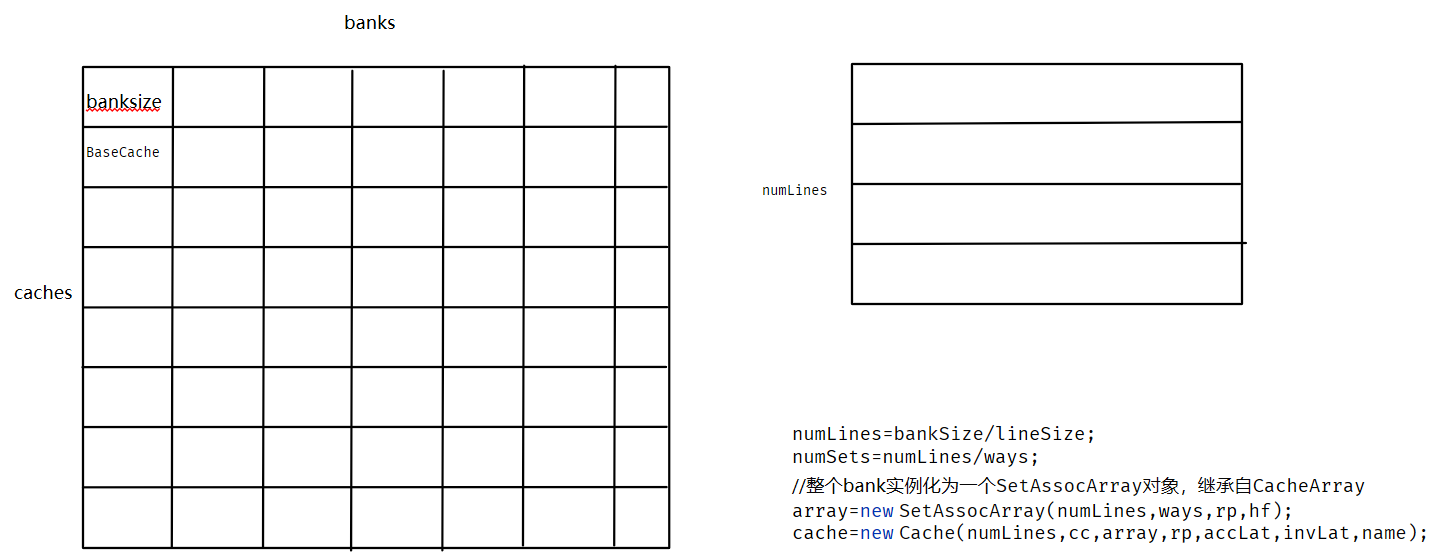 banks
banksize
BaseCache
caches
numLines
numLines=bankSize/lineSize;
numSets=numLines/ways;
//整个bank实例化为一个SetAssocArray对象，继承自CacheArray
array=new SetAssocArray(numLines,ways,rp,hf);
cache=new Cache(numLines,cc,array,rp,accLat,invLat,name);